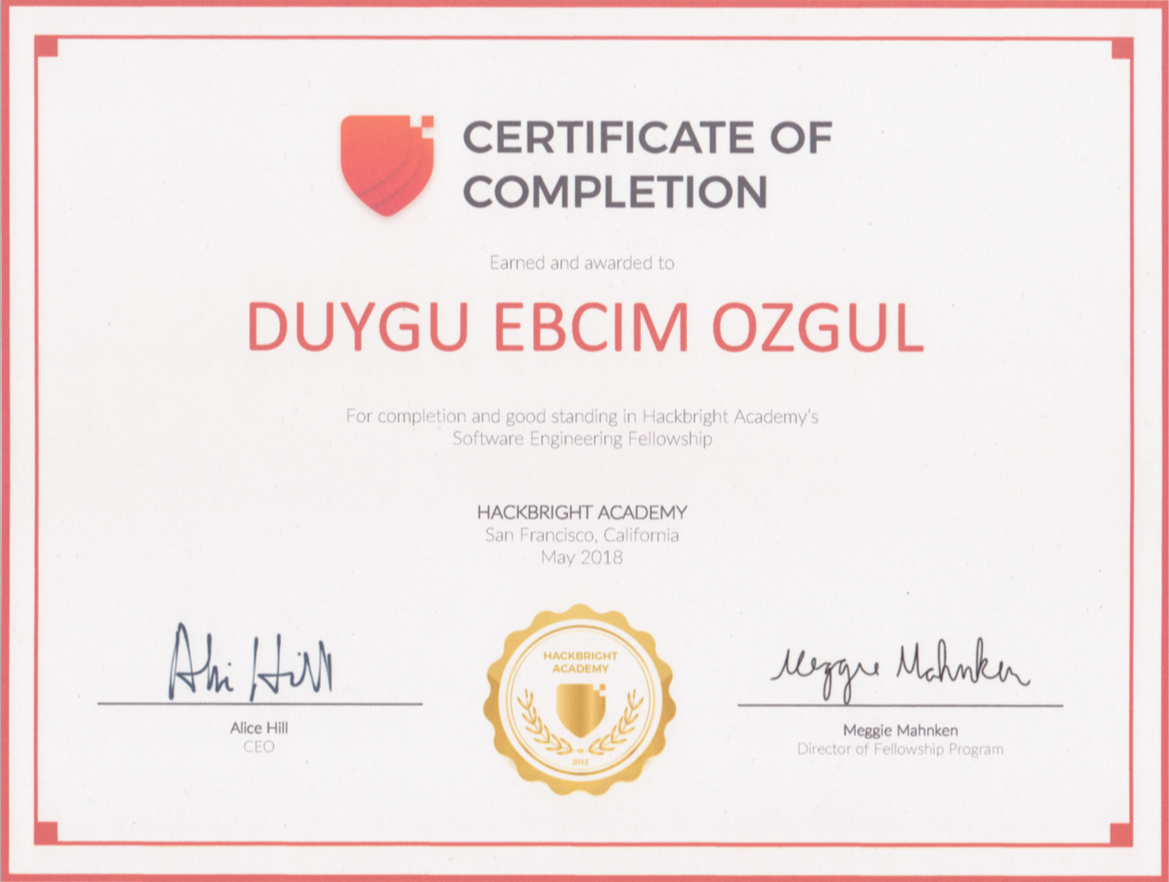 CERTIFICATE OF
COMPLETION
Earned and awarded to
DUYGU EBCIM OZGUL
For completion and good standing in Hackbright Academy's
Software Engineering Fellowship
HACKBRIGHT ACADEMY
San Francisco, California
May 2018
HACKBRIGHT
ACADEMY
2012
Alice Hill
Meggie Mahnken
Alice Hill
CEO
Meggie Mahnken
Director of Fellowship Program